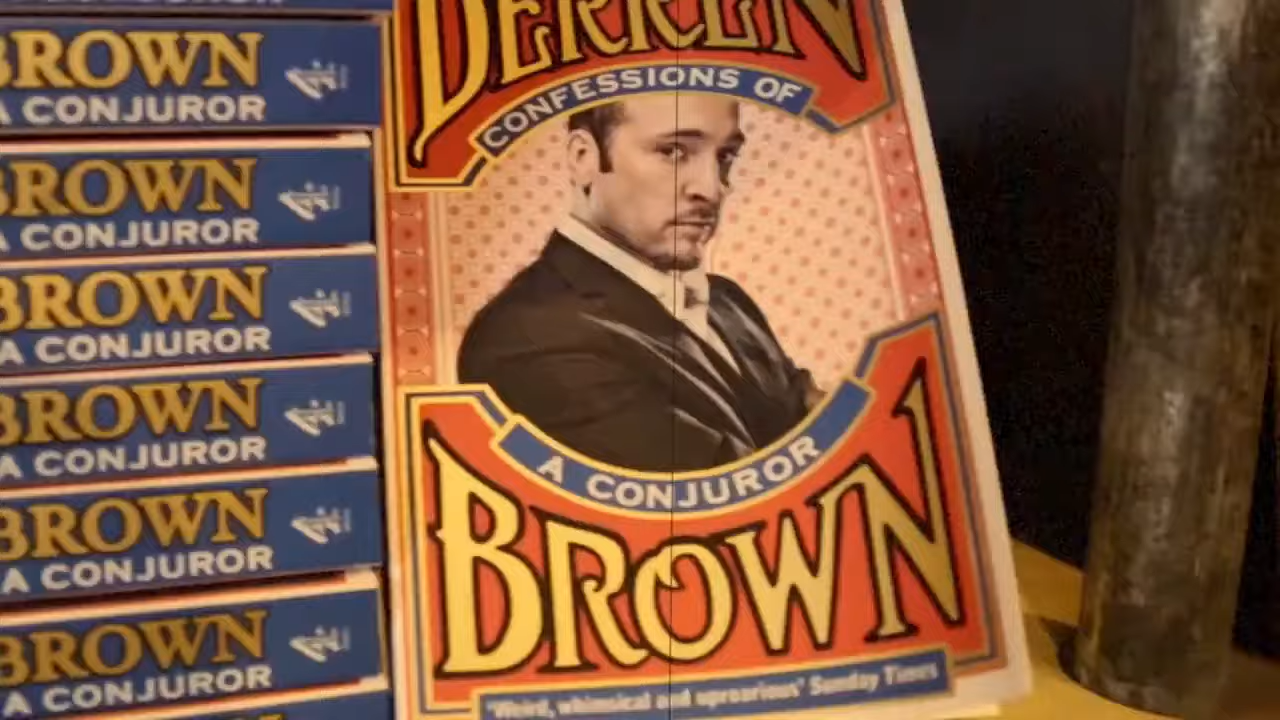 BROWN
A CONJUROR
BROWN
A CONJUROR
BROWN
A CONJUROR
BROWN
A CONJUROR
BROWN
A CONJUROR
BROWN
A CONJUROR
DERREN
CONFESSIONS OF
A CONJUROR
BROWN
'Weird, whimsical and uproarious' Sunday Times